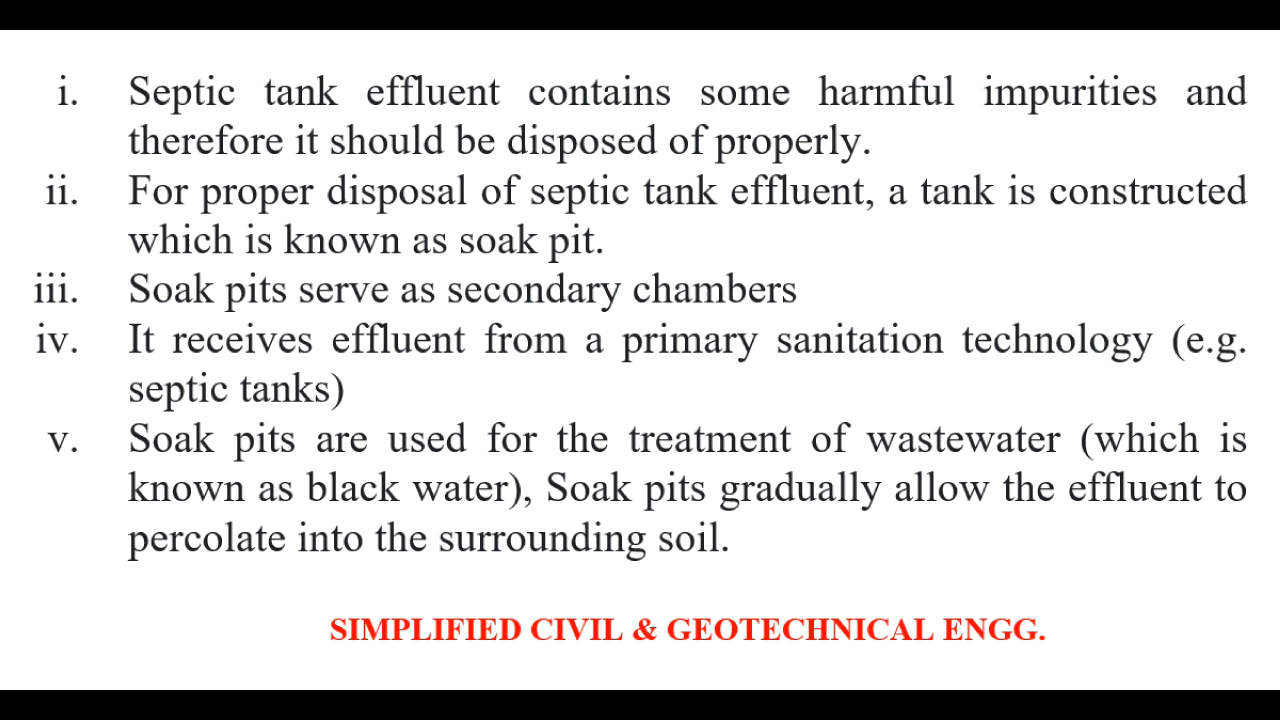 i. Septic tank effluent contains some harmful impurities and
therefore it should be disposed of properly.
ii. For proper disposal of septic tank effluent, a tank is constructed
which is known as soak pit.
iii. Soak pits serve as secondary chambers
iv. It receives effluent from a primary sanitation technology (e.g.
septic tanks)
v. Soak pits are used for the treatment of wastewater (which is
known as black water), Soak pits gradually allow the effluent to
percolate into the surrounding soil.
SIMPLIFIED CIVIL & GEOTECHNICAL ENGG.